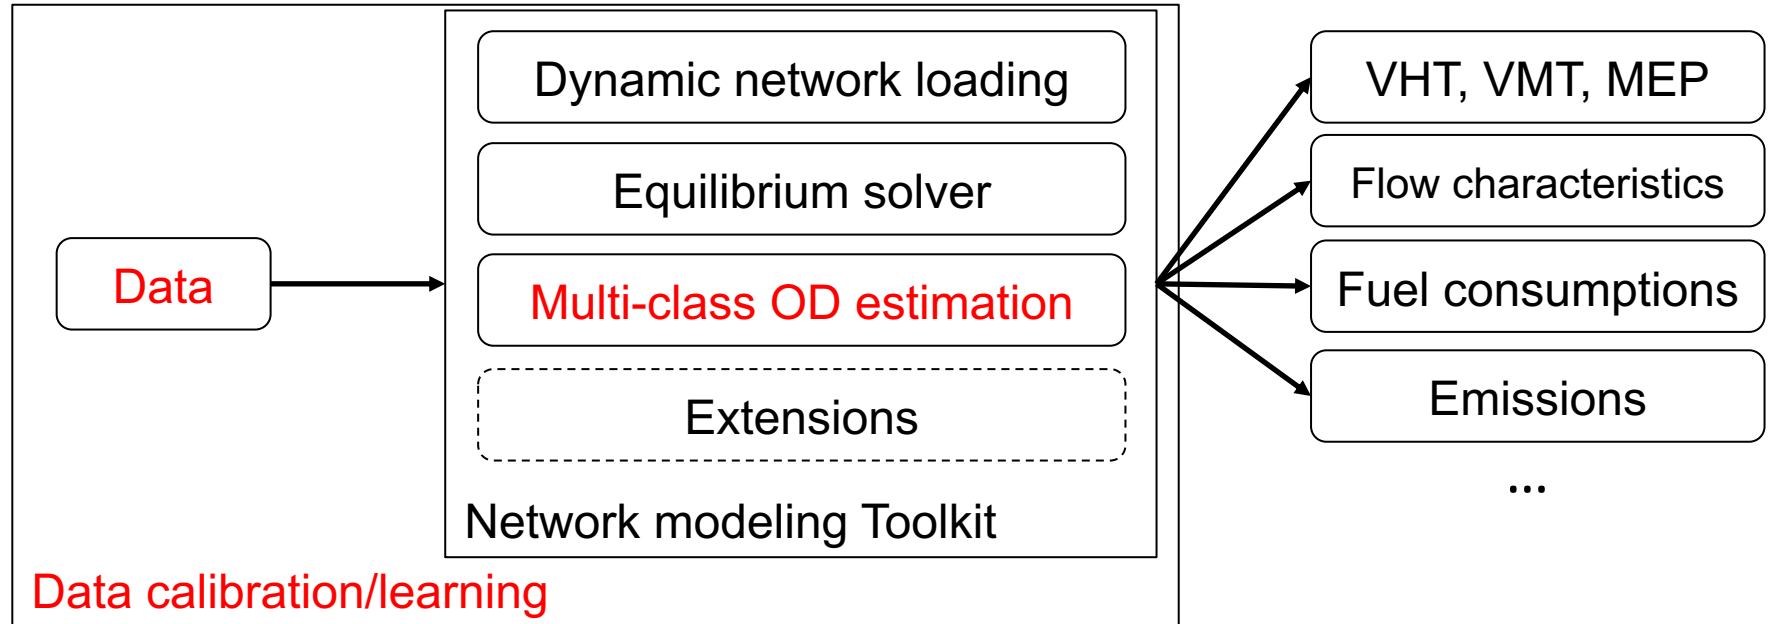 Data
Dynamic network loading
Equilibrium solver
Multi-class OD estimation
Extensions
Network modeling Toolkit
Data calibration/learning
VHT, VMT, MEP
Flow characteristics
Fuel consumptions
Emissions
...